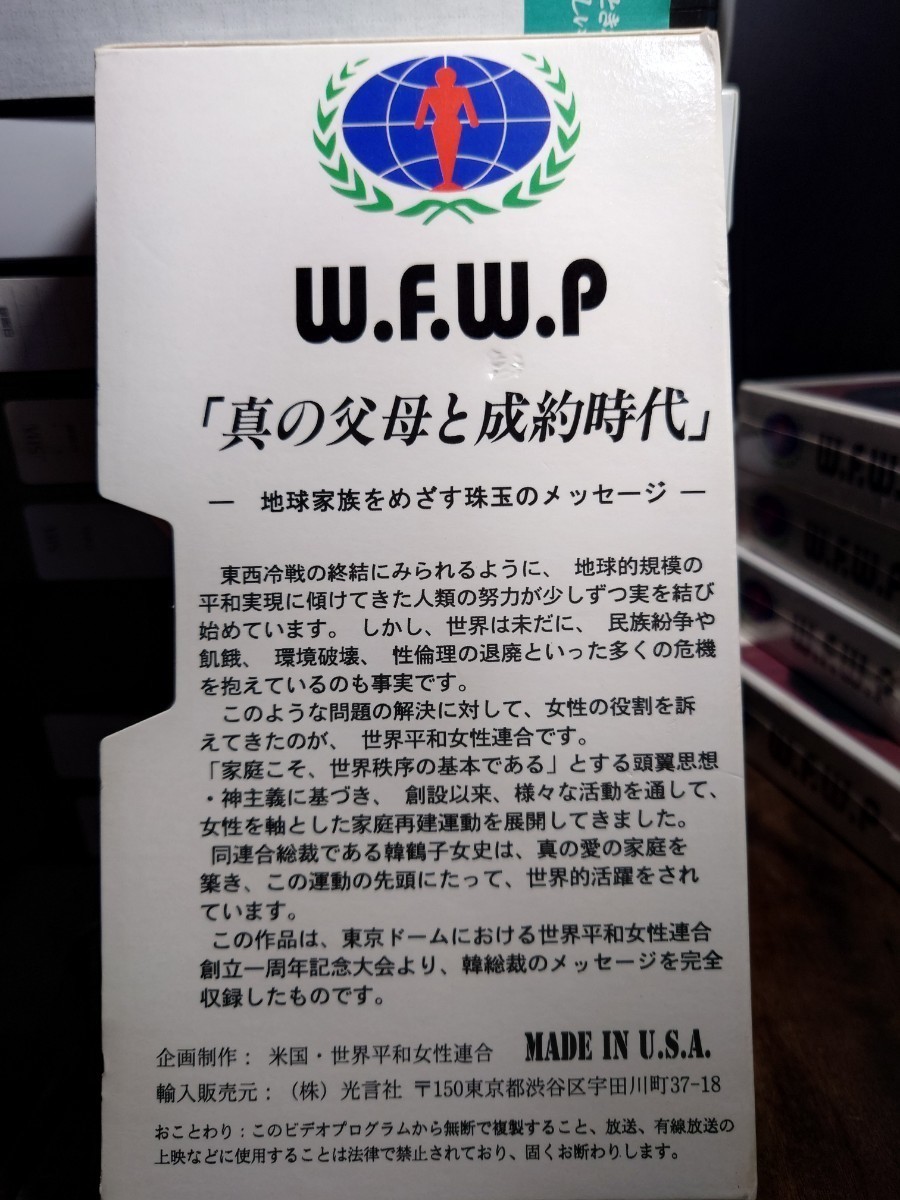 W.F.W.P
「真の父母と成約時代」
― 地球家族をめざす珠玉のメッセージ ―
東西冷戦の終結にみられるように、 地球的規模の
平和実現に傾けてきた人類の努力が少しずつ実を結び
始めています。 しかし、世界は未だに、 民族紛争や
飢餓、 環境破壊、 性倫理の退廃といった多くの危機
を抱えているのも事実です。
このような問題の解決に対して、女性の役割を訴
えてきたのが、 世界平和女性連合です。
「家庭こそ、世界秩序の基本である」とする頭翼思想
・神主義に基づき、 創設以来、様々な活動を通して、
女性を軸とした家庭再建運動を展開してきました。
同連合総裁である韓鶴子女史は、真の愛の家庭を
築き、この運動の先頭にたって、世界的活躍をされ
ています。
この作品は、東京ドームにおける世界平和女性連合
創立一周年記念大会より、韓総裁のメッセージを完全
収録したものです。
企画制作： 米国・世界平和女性連合 MADE IN U.S.A.
輸入販売元：（株）光言社 〒150東京都渋谷区宇田川町37-18
おことわり：このビデオプログラムから無断で複製すること、放送、有線放送の
上映などに使用することは法律で禁止されており、固くお断わりします。
W.F.W
W.F.W
W.F.W.P
W.F.W.P